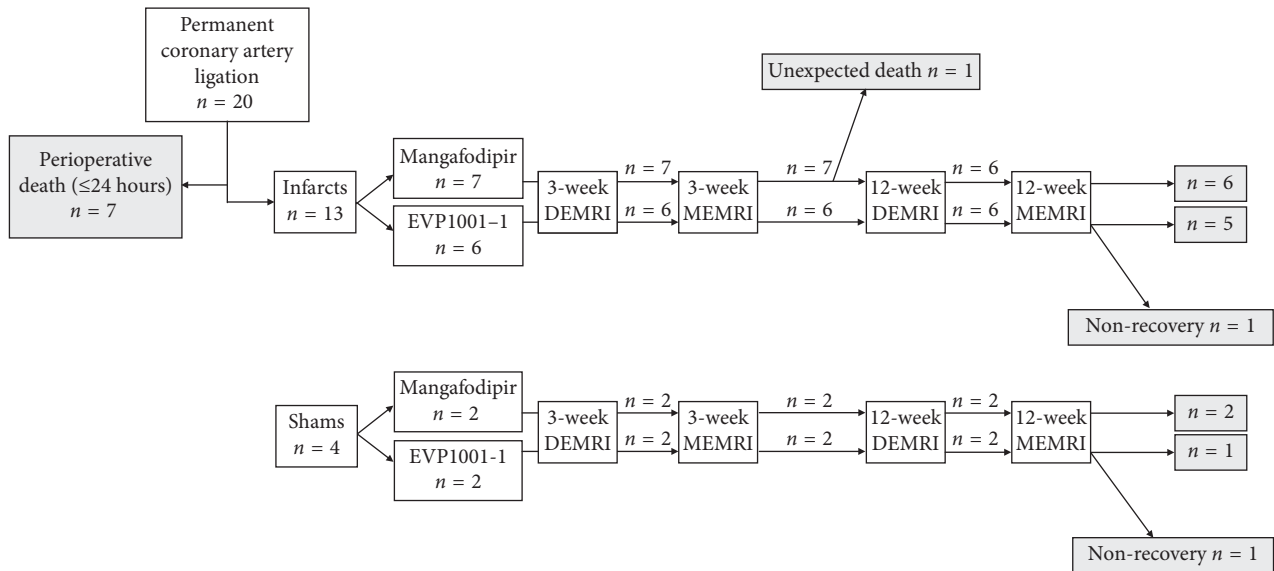 Permanent
coronary artery
ligation
n = 20
Perioperative
death (≤24 hours)
n = 7
Infarcts
n = 13
Mangafodipir
n = 7
EVP1001–1
n = 6
3-week
DEMRI
n = 7
n = 6
3-week
MEMRI
n = 7
n = 6
Unexpected death n = 1
12-week
DEMRI
n = 6
n = 6
12-week
MEMRI
n = 6
n = 5
Non-recovery n = 1
Shams
n = 4
Mangafodipir
n = 2
EVP1001-1
n = 2
3-week
DEMRI
n = 2
n = 2
3-week
MEMRI
n = 2
n = 2
12-week
DEMRI
n = 2
n = 2
12-week
MEMRI
n = 2
n = 1
Non-recovery n = 1